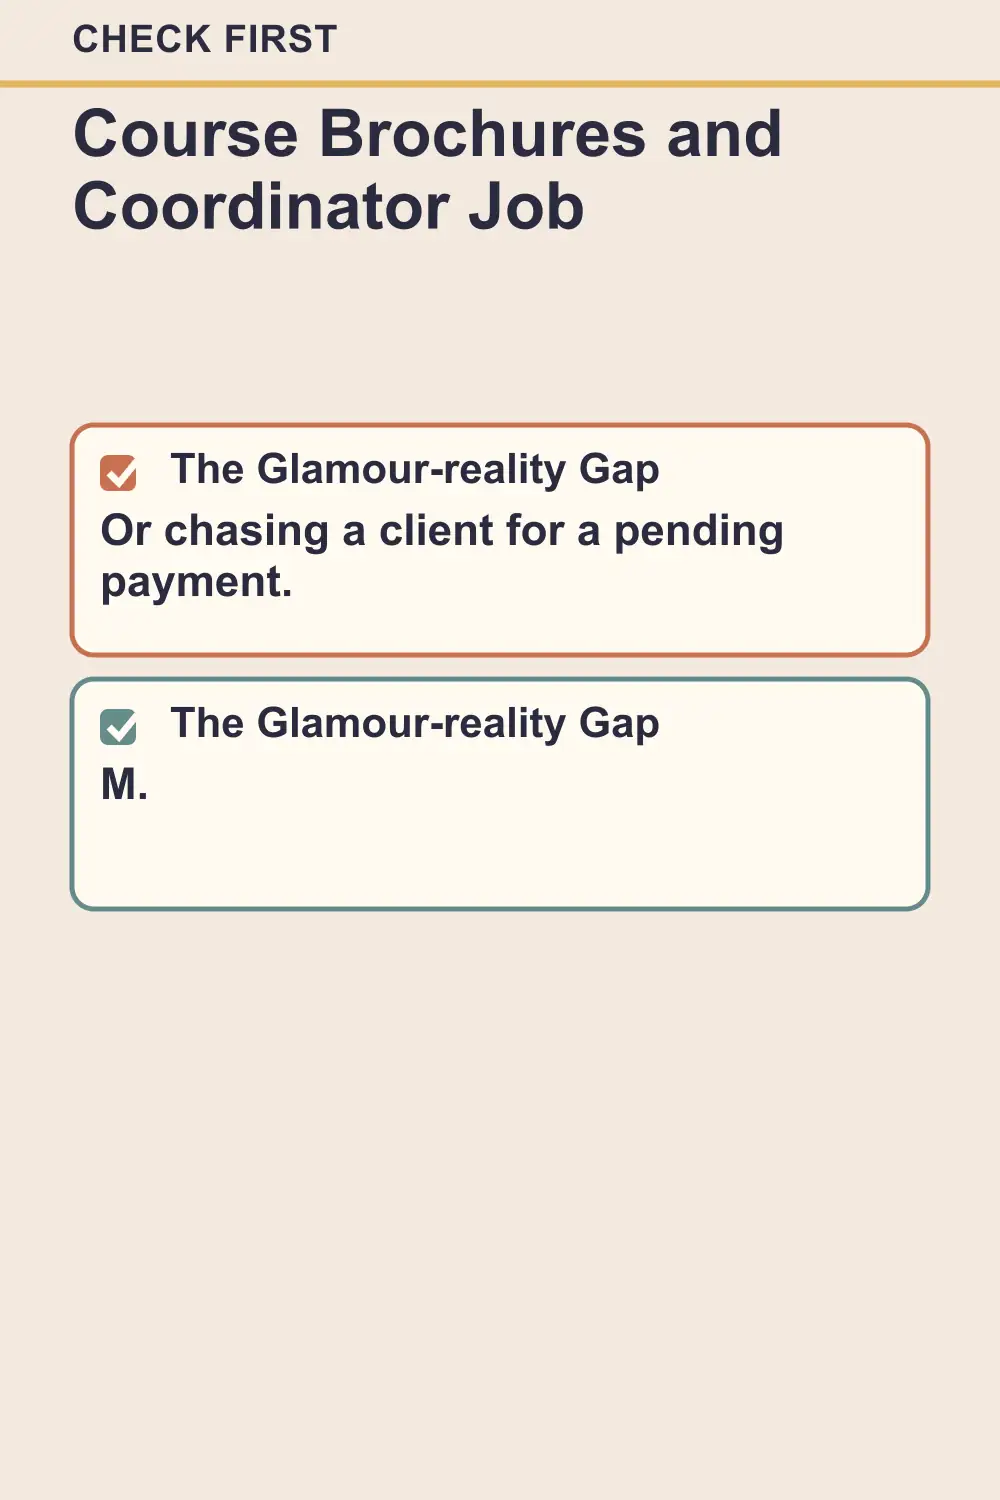 CHECK FIRST
Course Brochures and
Coordinator Job
The Glamour-reality Gap
Or chasing a client for a pending
payment.
The Glamour-reality Gap
M.